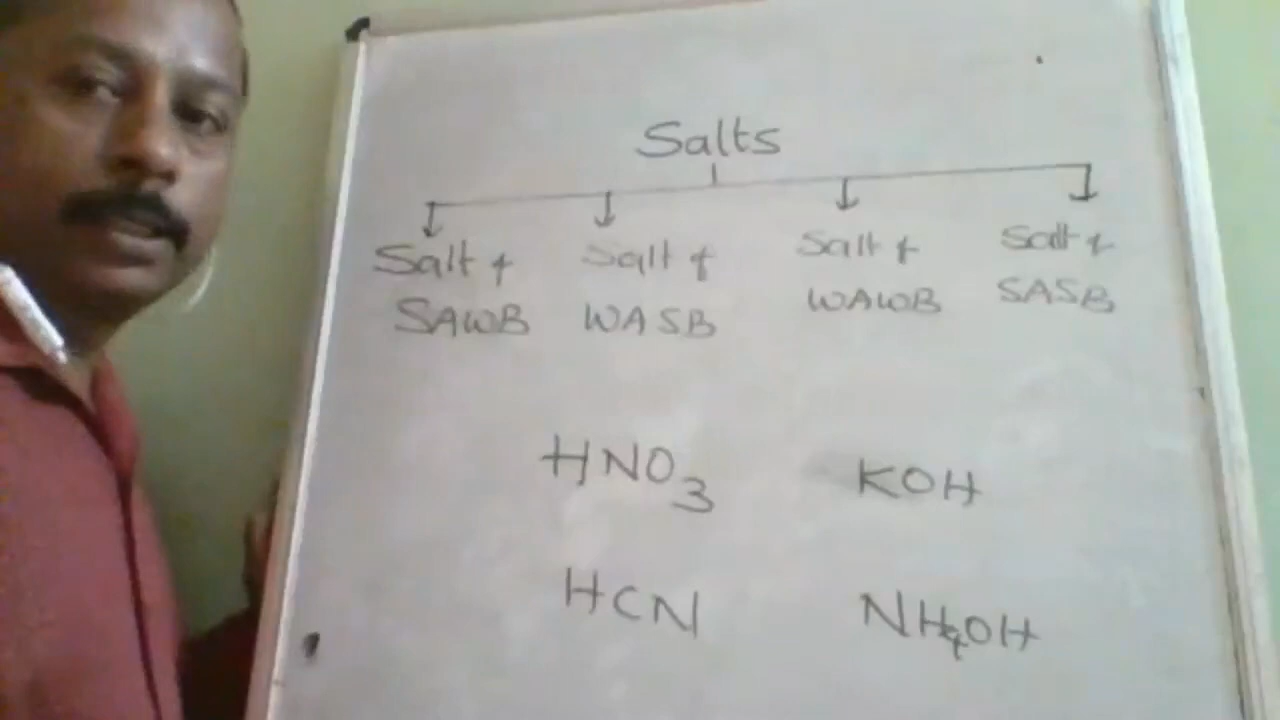 Salts
Salt of Salt of Salt of Salt of
SAWB WASB WAWB SASB
HNO3 KOH
HCN NH4OH